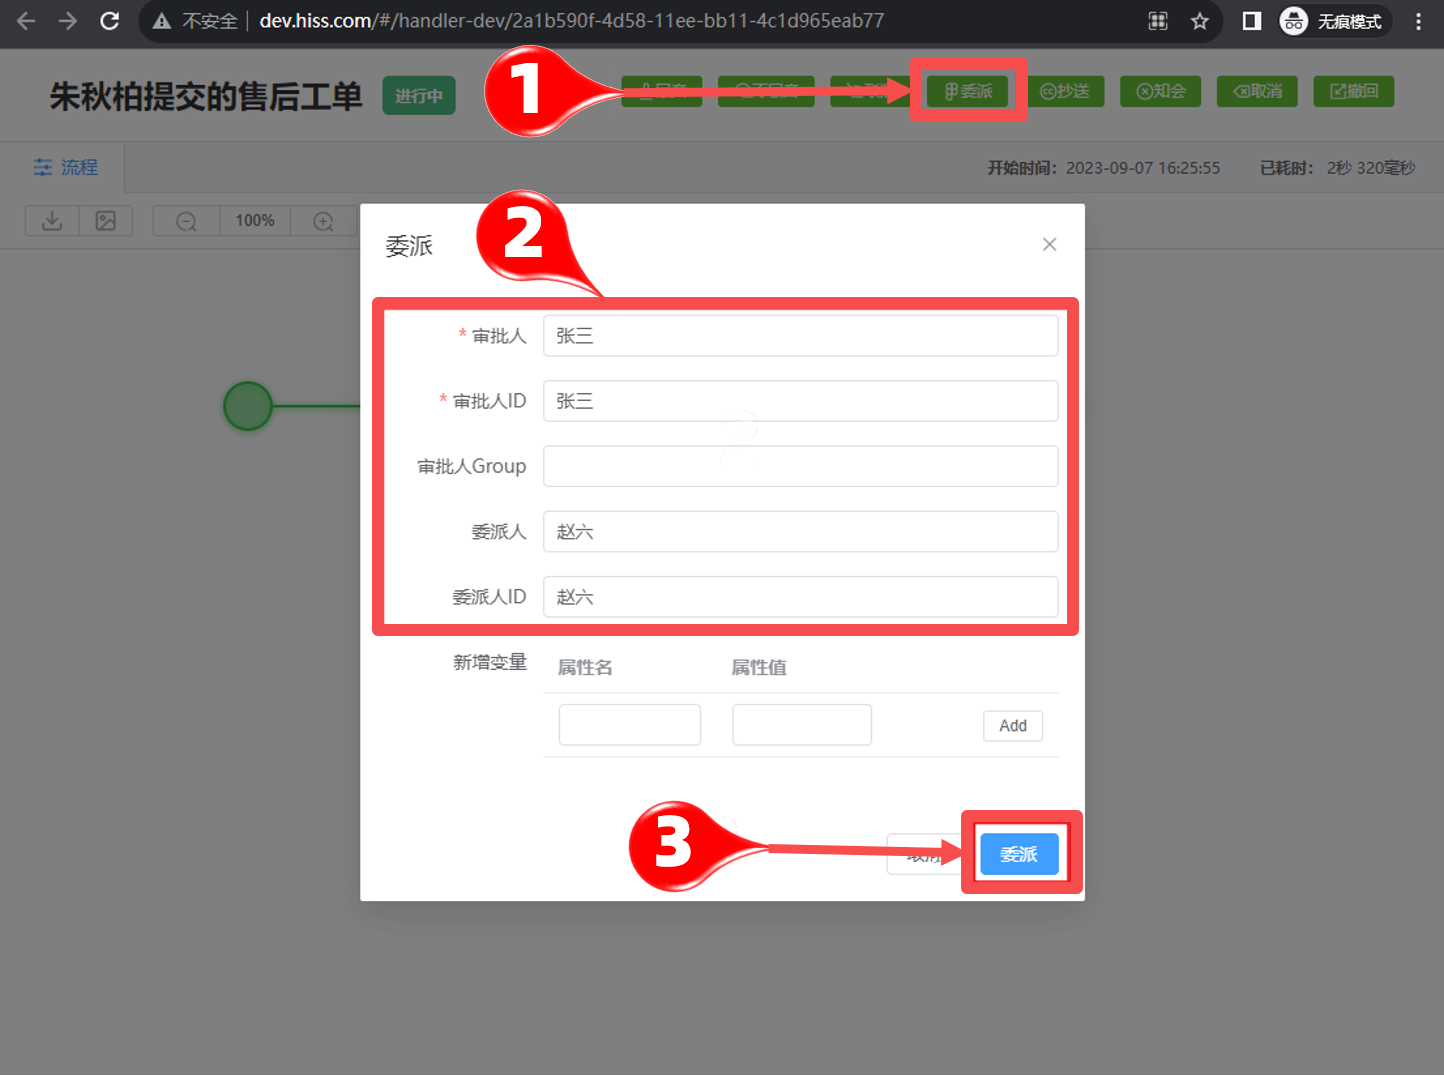 不安全 dev.hiss.com/#/handler-dev/2a1b590f-4d58-11ee-bb11-4c1d965eab77 无痕模式
朱秋柏提交的售后工单 进行中 委派 抄送 知会 取消 撤回
1
流程 开始时间: 2023-09-07 16:25:55 已耗时: 2秒 320毫秒
100%
2
委派
* 审批人 张三
* 审批人ID 张三
审批人Group
委派人 赵六
委派人ID 赵六
新增变量 属性名 属性值
Add
3
取消 委派